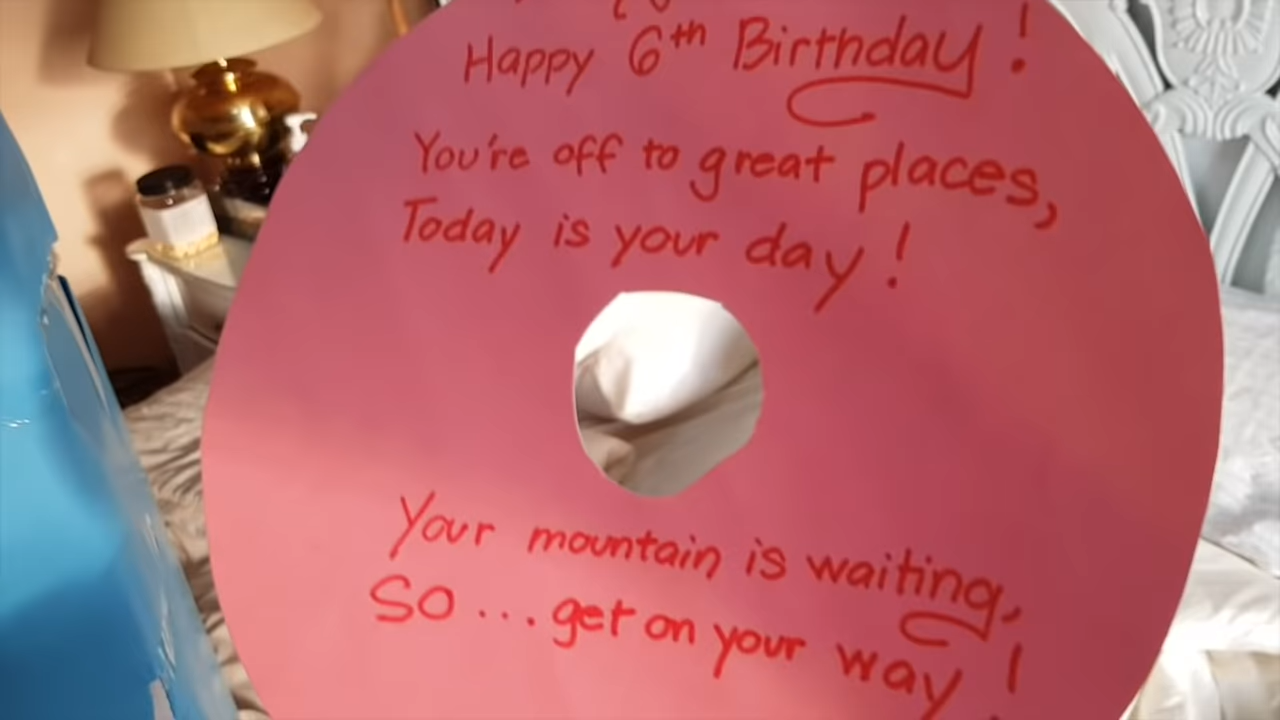 Happy 6th Birthday!
You're off to great places,
Today is your day!
Your mountain is waiting,
So...get on your way!